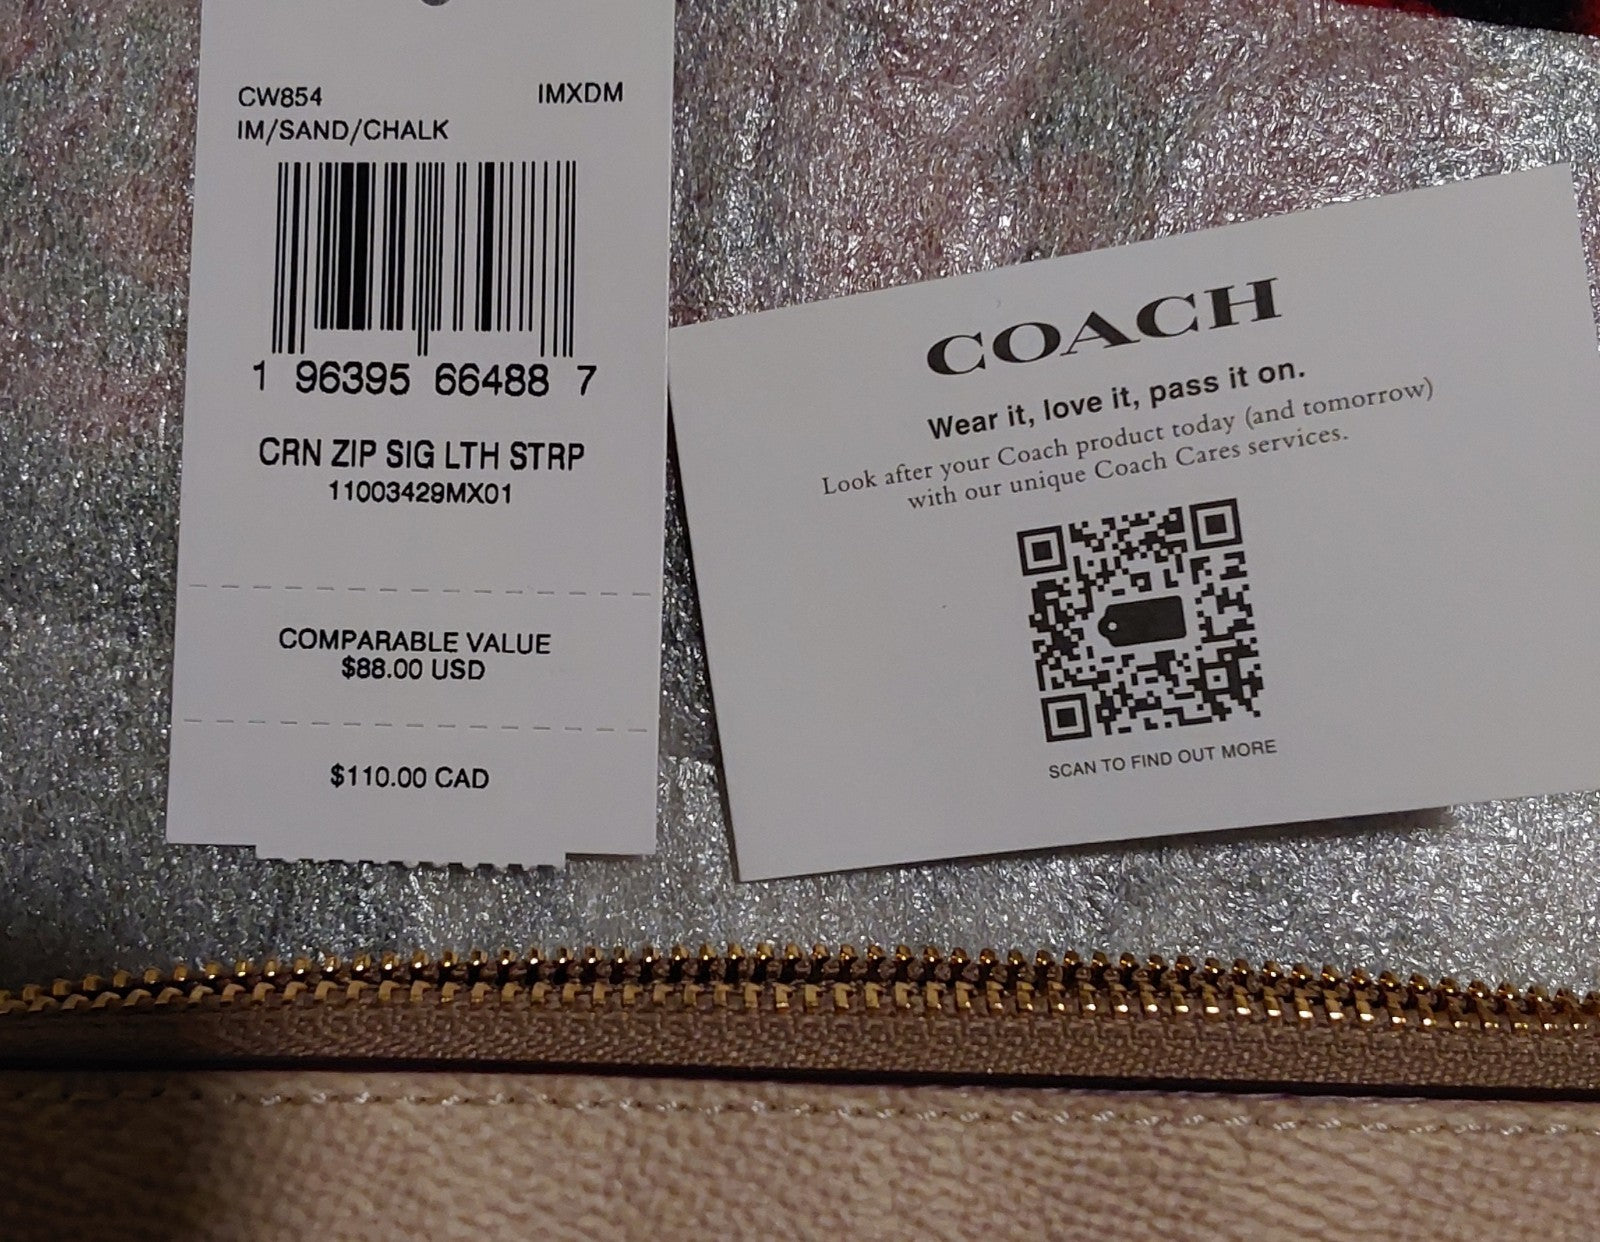 CW854 IMXDM
IM/SAND/CHALK
1 96395 66488 7
CRN ZIP SIG LTH STRP
11003429MX01
COMPARABLE VALUE
$88.00 USD
$110.00 CAD
COACH
Wear it, love it, pass it on.
Look after your Coach product today (and tomorrow)
with our unique Coach Cares services.
SCAN TO FIND OUT MORE